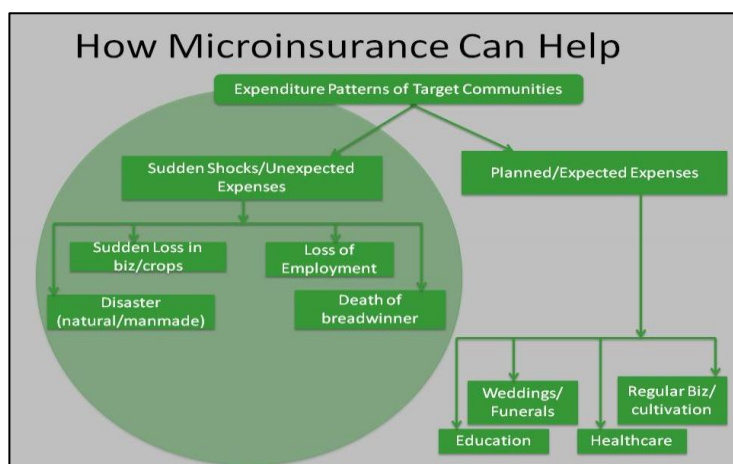 How Microinsurance Can Help
Expenditure Patterns of Target Communities
Sudden Shocks/Unexpected
Expenses
Planned/Expected Expenses
Sudden Loss in
biz/crops
Loss of
Employment
Disaster
(natural/manmade)
Death of
breadwinner
Weddings/
Funerals
Regular Biz/
cultivation
Education
Healthcare